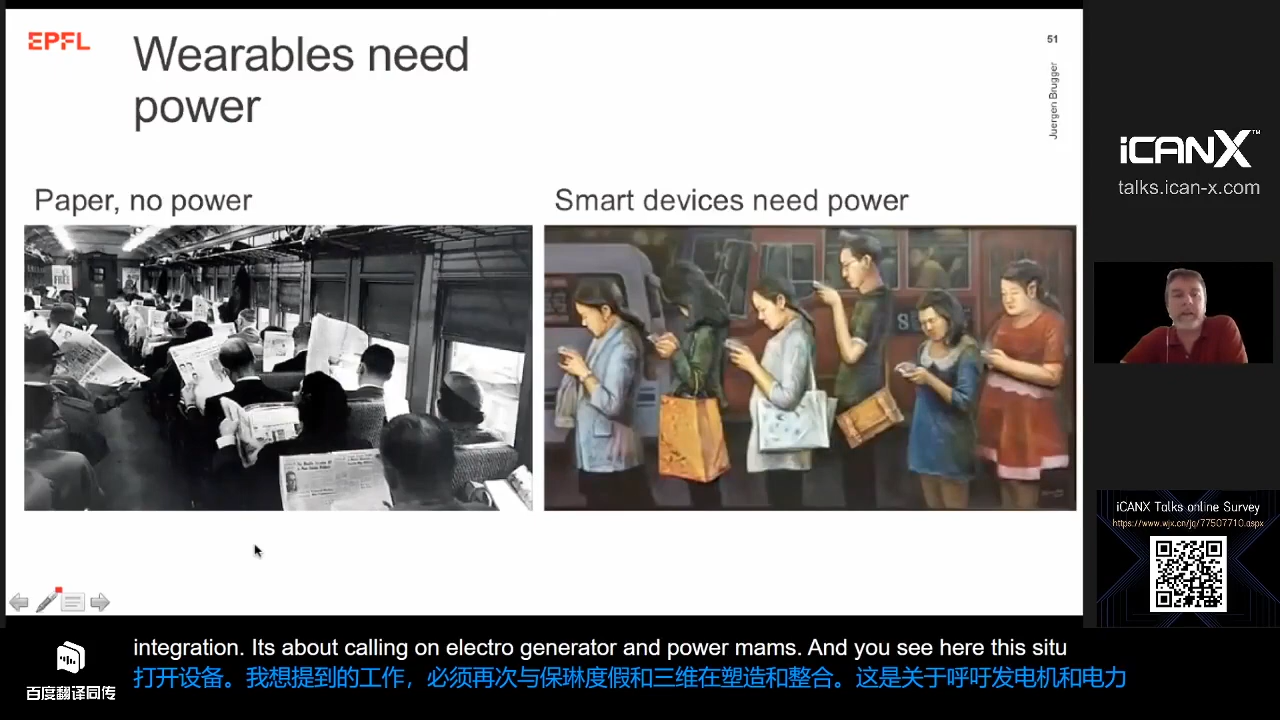 EPFL
Wearables need
power
51
Juergen Brugger
Paper, no power
Smart devices need power
iCANX™
talks.ican-x.com
iCANX Talks online Survey
https://www.wjx.cn/jq/77507710.aspx
integration. Its about calling on electro generator and power mams. And you see here this situ
打开设备。我想提到的工作，必须再次与保琳度假和三维在塑造和整合。这是关于呼吁发电机和电力
百度翻译同传